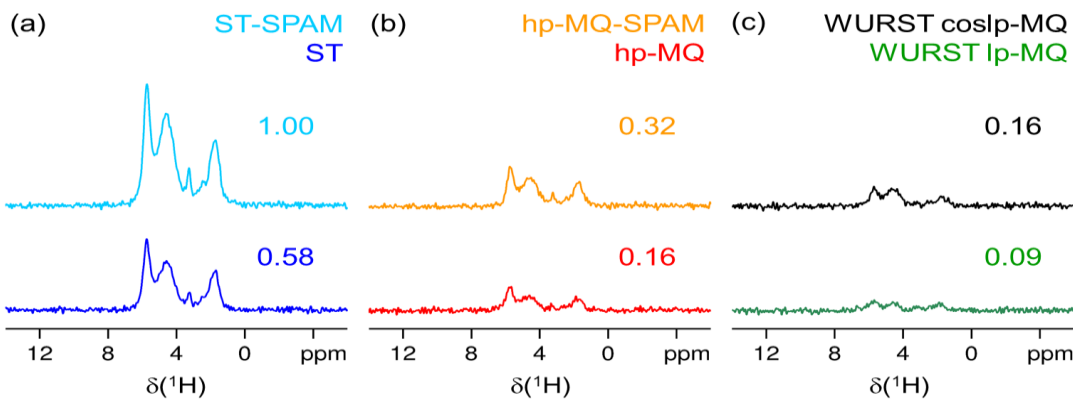 (a)
ST-SPAM
ST
1.00
0.58
12 8 4 0 ppm
δ(¹H)
(b)
hp-MQ-SPAM
hp-MQ
0.32
0.16
12 8 4 0 ppm
δ(¹H)
(c)
WURST coslp-MQ
WURST lp-MQ
0.16
0.09
12 8 4 0 ppm
δ(¹H)